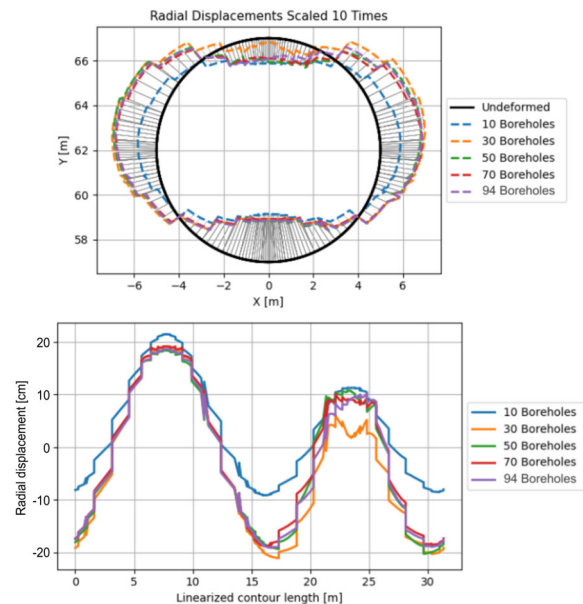 Radial Displacements Scaled 10 Times
66
64
62
60
58
Y [m]
−6
−4
−2
0
2
4
6
X [m]
Undeformed
10 Boreholes
30 Boreholes
50 Boreholes
70 Boreholes
94 Boreholes
20
10
0
-10
-20
Radial displacement [cm]
0
5
10
15
20
25
30
Linearized contour length [m]
10 Boreholes
30 Boreholes
50 Boreholes
70 Boreholes
94 Boreholes